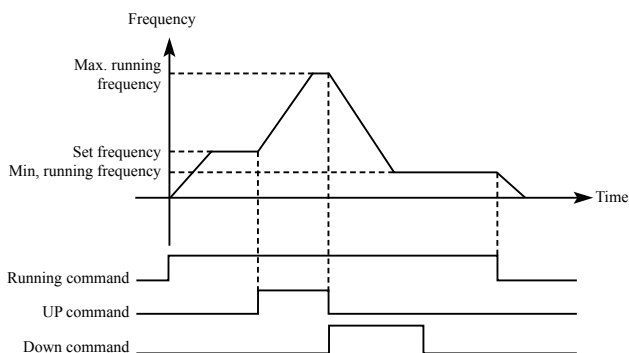 Frequency
Max. running
frequency
Set frequency
Min, running frequency
Time
Running command
UP command
Down command